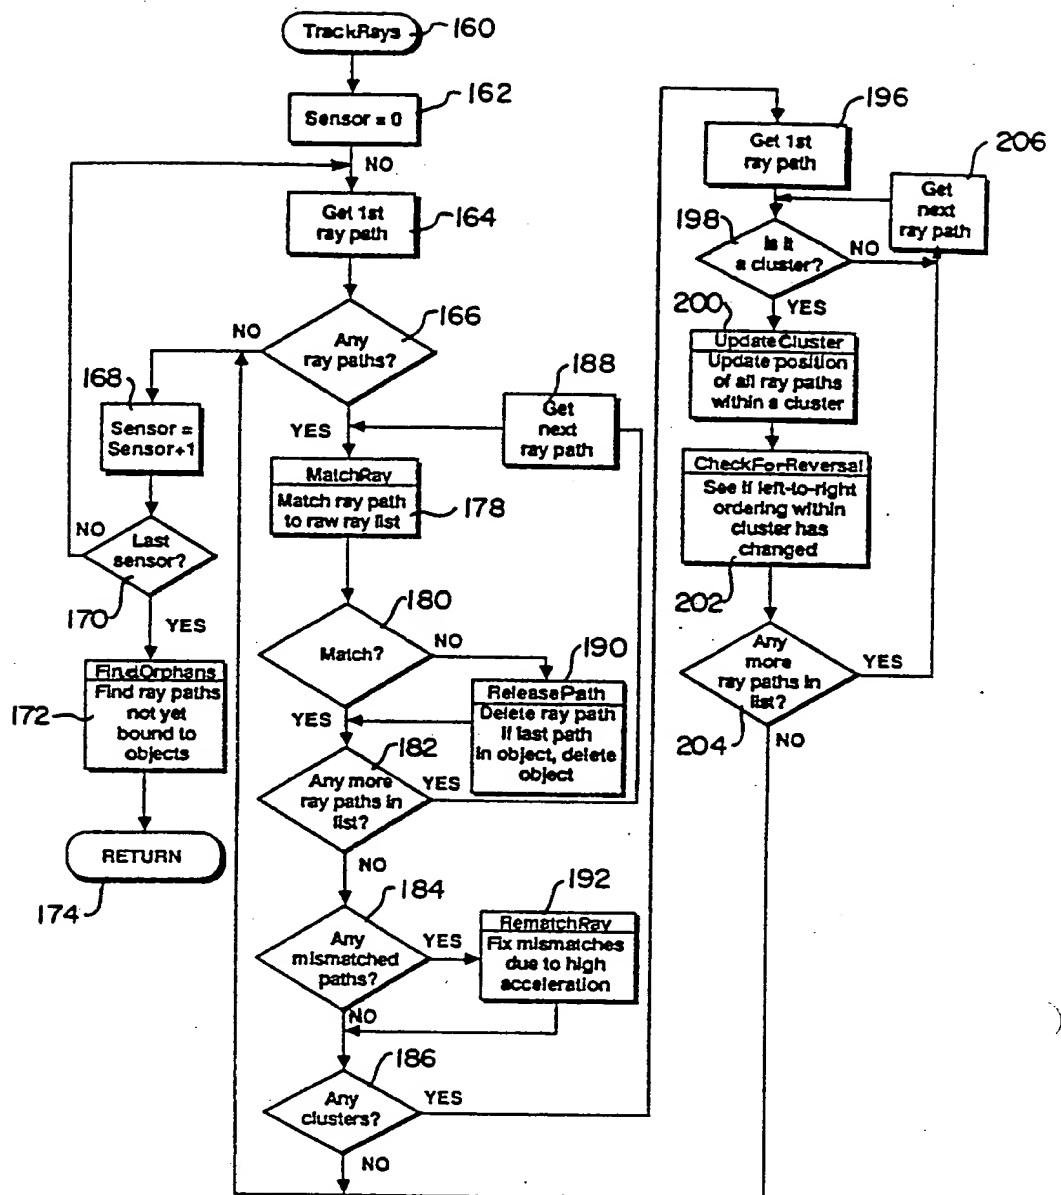 TrackRays
160
Sensor = 0
162
NO
Get 1st
ray path
164
Any
ray paths?
166
NO
YES
168
Sensor =
Sensor+1
Last
sensor?
NO
170
YES
FindOrphans
Find ray paths
not yet
bound to
objects
172
RETURN
174
188
Get
next
ray path
MatchRay
Match ray path
to raw ray list
178
180
Match?
NO
YES
190
ReleasePath
Delete ray path
If last path
in object, delete
object
182
Any more
ray paths in
list?
YES
NO
184
Any
mismatched
paths?
YES
NO
192
RematchRay
Fix mismatches
due to high
acceleration
186
Any
clusters?
YES
NO
196
Get 1st
ray path
206
Get
next
ray path
198
Is it
a cluster?
NO
YES
200
UpdateCluster
Update position
of all ray paths
within a cluster
CheckForReversal
See if left-to-right
ordering within
cluster has
changed
202
Any
more
ray paths in
list?
YES
204
NO